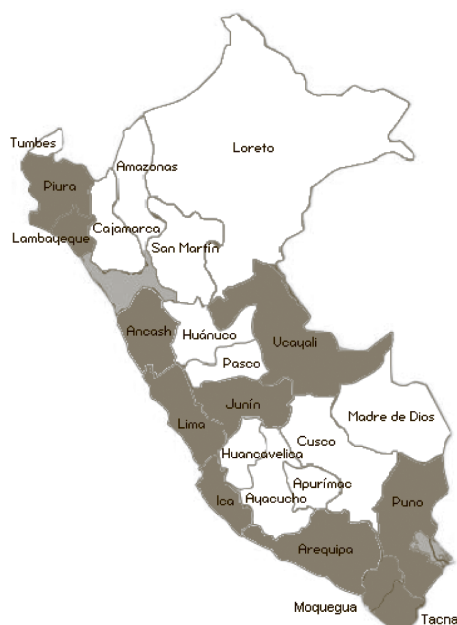 Tumbes
Amazonas
Loreto
Piura
Cajamarca
Lambayeque
San Martín
Ancash
Huánuco
Ucayali
Pasco
Junín
Madre de Dios
Lima
Cusco
Huancavelica
Apurímac
Ica
Ayacucho
Puno
Arequipa
Moquegua
Tacna